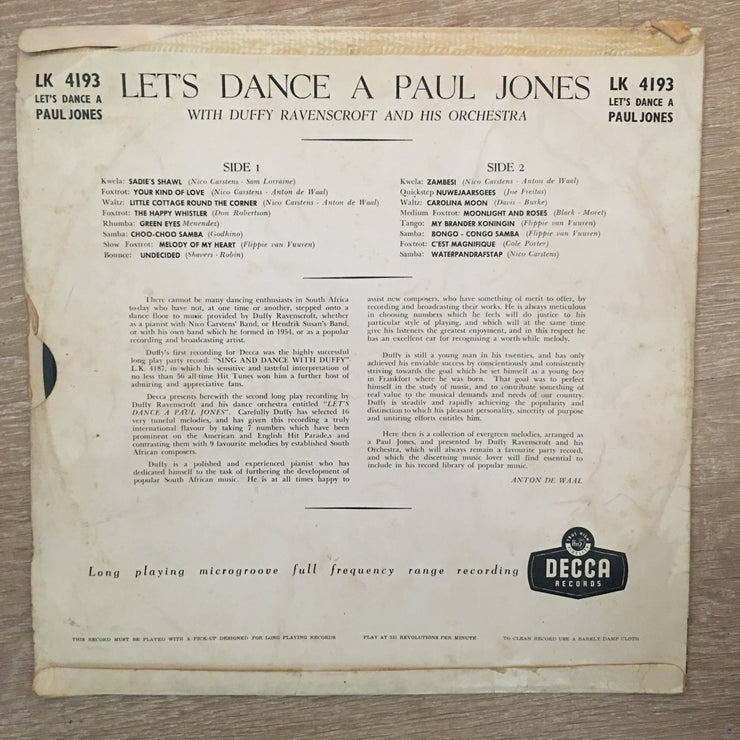 LK 4193
LET'S DANCE A
PAUL JONES
LET'S DANCE A PAUL JONES
WITH DUFFY RAVENSCROFT AND HIS ORCHESTRA
LK 4193
LET'S DANCE A
PAUL JONES
SIDE 1
Kwela: SADIE'S SHAWL (Nico Carstens - Sam Lorraine)
Foxtrot: YOUR KIND OF LOVE (Nico Carstens - Anton de Waal)
Waltz: LITTLE COTTAGE ROUND THE CORNER (Nico Carstens - Anton de Waal)
Foxtrot: THE HAPPY WHISTLER (Don Robertson)
Rhumba: GREEN EYES Menendez)
Samba: CHOO-CHOO SAMBA (Godhino)
Slow Foxtrot: MELODY OF MY HEART (Flippie van Vuuren)
Bounce: UNDECIDED (Shavers - Robin)
SIDE 2
Kwela: ZAMBESI (Nico Carstens - Anton de Waal)
Quickstep NUWEJAARSGEES (Joe Freitas)
Waltz: CAROLINA MOON (Davis - Burke)
Medium Foxtrot: MOONLIGHT AND ROSES (Black - Moret)
Tango: MY BRANDER KONINGIN (Flippie van Vuuren)
Samba: BONGO - CONGO SAMBA (Flippie van Vuuren)
Foxtrot: C'EST MAGNIFIQUE (Cole Porter)
Samba: WATERPANDRAFSTAP (Nico Carstens)
There cannot be many dancing enthusiasts in South Africa
to-day who have not, at one time or another, stepped onto a
dance floor to music provided by Duffy Ravenscroft, whether
as a pianist with Nico Carstens' Band, or Hendrik Susan's Band,
or with his own band which he formed in 1954, or as a popular
recording and broadcasting artist.
Duffy's first recording for Decca was the highly successful
long play party record: "SING AND DANCE WITH DUFFY"
L.K. 4187, in which his sensitive and tasteful interpretation of
no less than 56 all-time Hit Tunes won him a further host of
admiring and appreciative fans.
Decca presents herewith the second long play recording by
Duffy Ravenscroft and his dance orchestra entitled "LET'S
DANCE A PAUL JONES". Carefully Duffy has selected 16
very tuneful melodies, and has given this recording a truly
international flavour by taking 7 numbers which have been
prominent on the American and English Hit Parades and
contrasting them with 9 favourite melodies by established South
African composers.
Duffy is a polished and experienced pianist who has
dedicated himself to the task of furthering the development of
popular South African music. He is at all times happy to
assist new composers, who have something of merit to offer, by
recording and broadcasting their works. He is always meticulous
in choosing numbers which he feels will do justice to his
particular style of playing, and which will at the same time
give his listeners the greatest enjoyment, and in this respect he
has an excellent ear for recognising a worth-while melody.
Duffy is still a young man in his twenties, and has only
achieved his enviable success by conscientiously and consistently
striving towards the goal which he set himself as a young boy
in Frankfort where he was born. That goal was to perfect
himself in the study of music, and to contribute something of
real value to the musical demands and needs of our country.
Duffy is steadily and rapidly achieving the popularity and
distinction to which his pleasant personality, sincerity of purpose
and untiring efforts entitles him.
Here then is a collection of evergreen melodies, arranged as
a Paul Jones, and presented by Duffy Ravenscroft and his
Orchestra, which will always remain a favourite party record,
and which the discerning music lover will find essential to
include in his record library of popular music.
ANTON DE WAAL
Long playing microgroove full frequency range recording
DECCA
RECORDS
THIS RECORD MUST BE PLAYED WITH A PICK-UP DESIGNED FOR LONG PLAYING RECORDS
PLAY AT 33⅓ REVOLUTIONS PER MINUTE
TO CLEAN RECORD USE A BARELY DAMP CLOTH